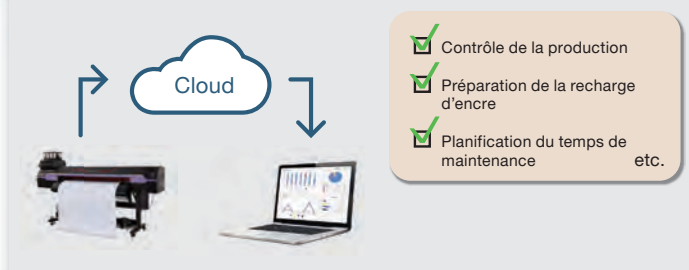 Cloud
Contrôle de la production
Préparation de la recharge
d'encre
Planification du temps de
maintenance etc.